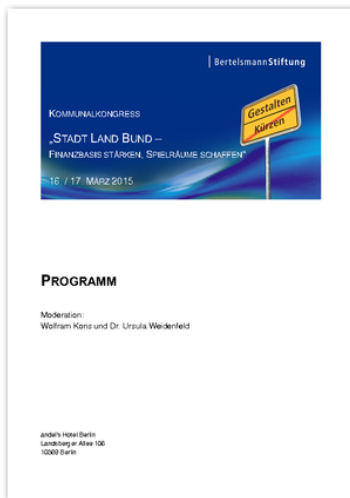 BertelsmannStiftung
Gestalten
Kürzen
KOMMUNALKONGRESS
„STADT LAND BUND –
FINANZBASIS STÄRKEN, SPIELRÄUME SCHAFFEN“
16. / 17. MÄRZ 2015
PROGRAMM
Moderation:
Wolfram Kons und Dr. Ursula Weidenfeld
andel's Hotel Berlin
Landsberger Allee 106
10369 Berlin